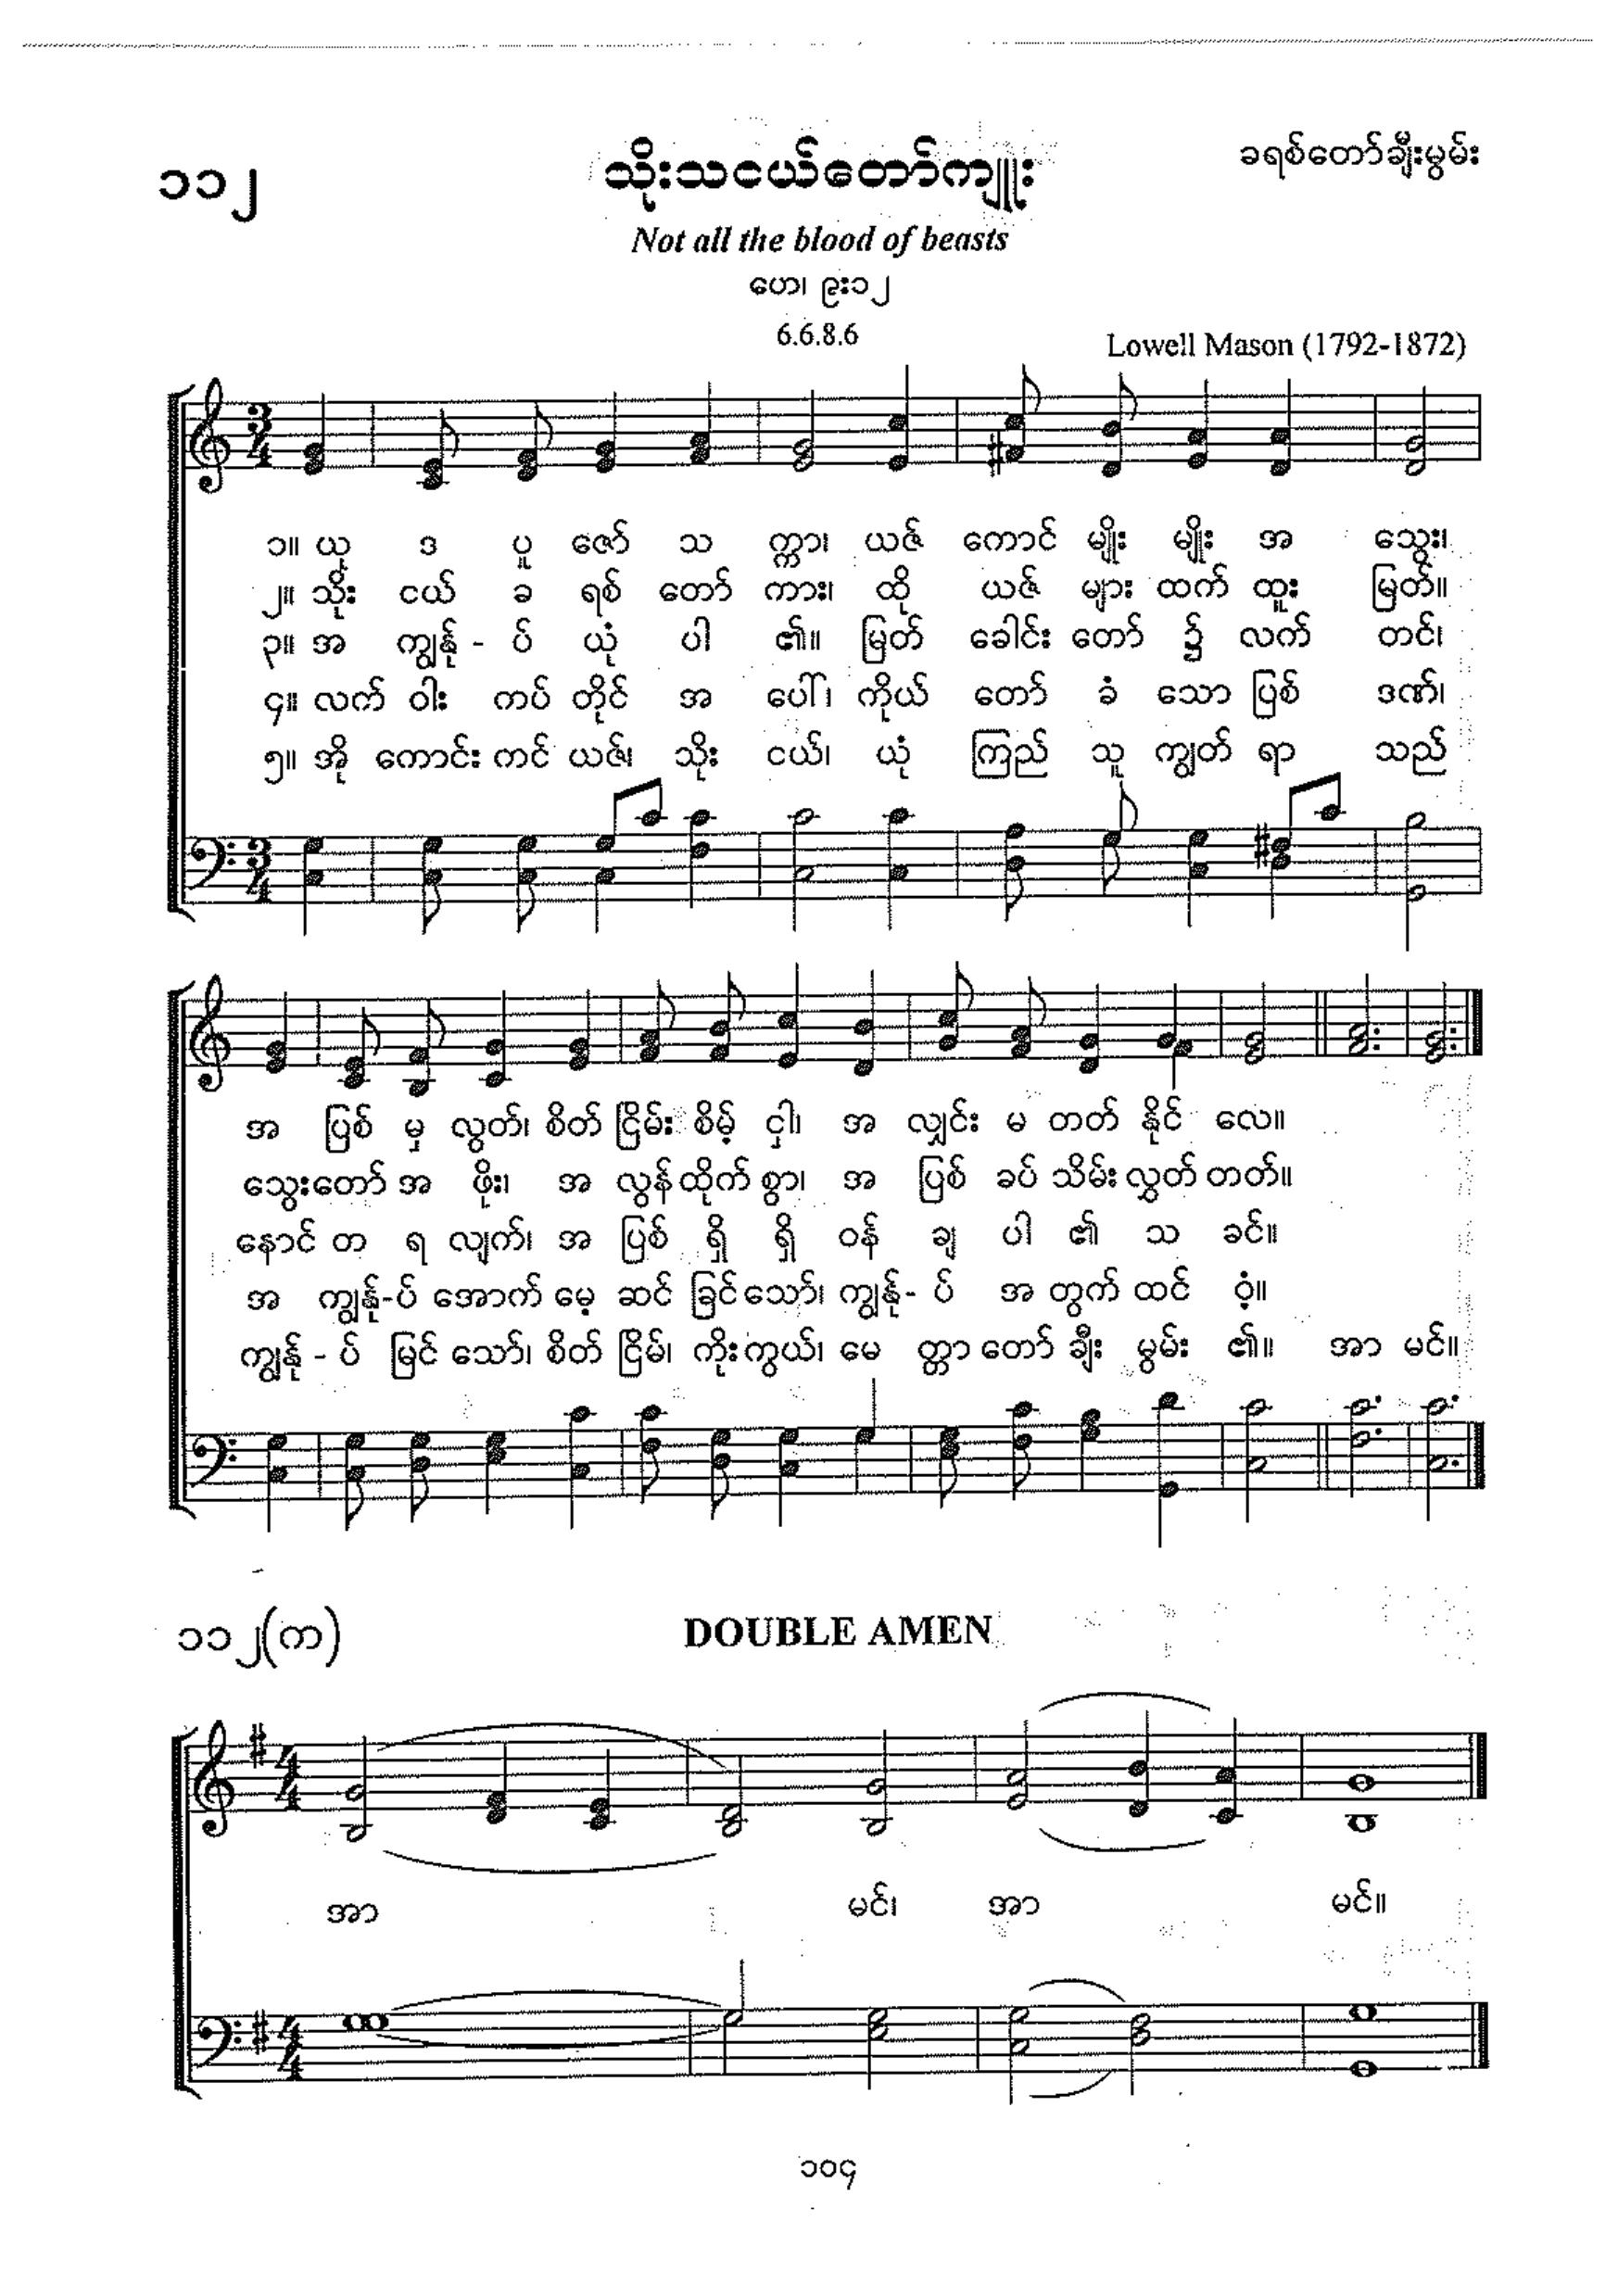 ၁၁၂
သိုးသငယ်တော်ကျူး
ခရစ်တော်ချီးမွမ်း
Not all the blood of beasts
ဟေ၊ ၉း၁၂
6.6.8.6
Lowell Mason (1792-1872)
၁။ ယု ဒ ပူ ဇော် သ က္ကာ၊ ယဇ် ကောင် မျိုး မျိုး အ သွေး၊
၂။ သိုး ငယ် ခ ရစ် တော် ကား၊ ထို ယဇ် များ ထက် ထူး မြတ်။
၃။ အ ကျွန်ု - ပ် ယုံ ပါ ၏။ မြတ် ခေါင်း တော် ၌ လက် တင်၊
၄။ လက် ဝါး ကပ် တိုင် အ ပေါ်၊ ကိုယ် တော် ခံ သော ပြစ် ဒဏ်၊
၅။ အို ကောင်း ကင် ယဇ်၊ သိုး ငယ်၊ ယုံ ကြည် သူ ကျွတ် ရာ သည်
အ ပြစ် မှ လွတ်၊ စိတ် ငြိမ်း စိမ့် ငှါ၊ အ လျှင်း မ တတ် နိုင် လေ။
သွေး တော် အ ဖိုး၊ အ လွန် ထိုက် စွာ၊ အ ပြစ် ခပ် သိမ်း လွှတ် တတ်။
နောင် တ ရ လျက်၊ အ ပြစ် ရှိ ရှိ ဝန် ချ ပါ ၏ သ ခင်။
အ ကျွန်ု-ပ် အောက် မေ့ ဆင် ခြင် သော်၊ ကျွန်ု- ပ် အ တွက် ထင် ဝံ့။
ကျွန်ု - ပ် မြင် သော်၊ စိတ် ငြိမ်၊ ကိုး ကွယ်၊ မေ တ္တာ တော် ချီး မွမ်း ၏။ အာ မင်။
၁၁၂(က)
DOUBLE AMEN
အာ မင်၊ အာ မင်။
၁၀၄